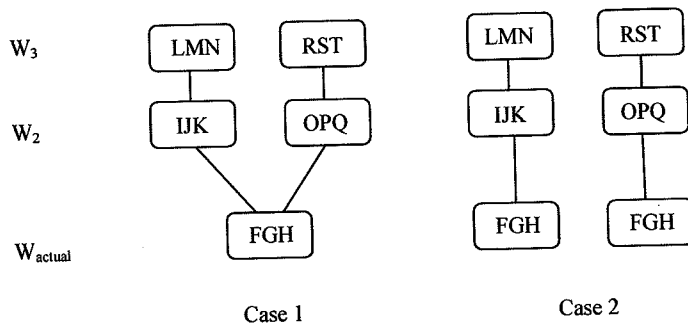 W3 LMN RST LMN RST
W2 IJK OPQ IJK OPQ
Wactual FGH FGH FGH
Case 1 Case 2